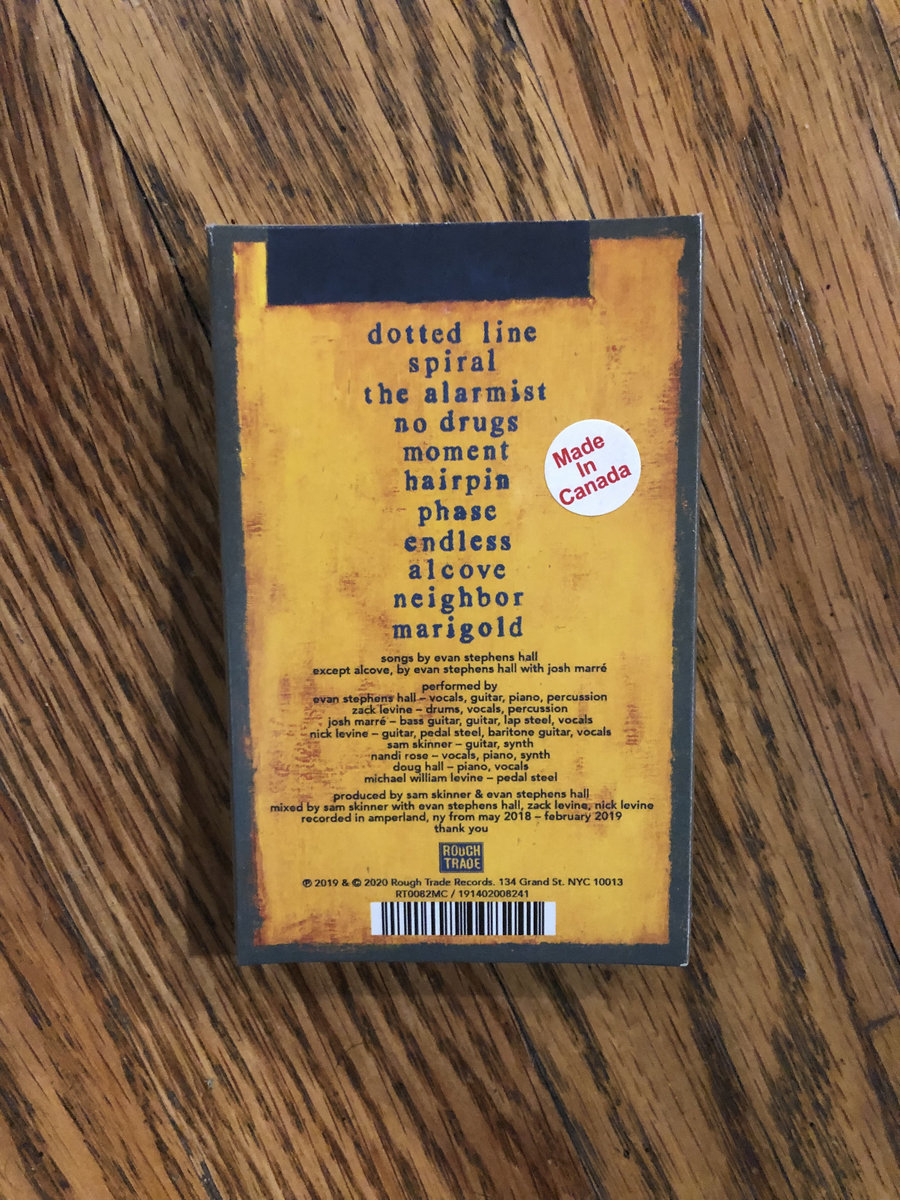 dotted line
spiral
the alarmist
no drugs
moment
hairpin
phase
endless
alcove
neighbor
marigold
Made
In
Canada
songs by evan stephens hall
except alcove, by evan stephens hall with josh marré
performed by
evan stephens hall – vocals, guitar, piano, percussion
zack levine – drums, vocals, percussion
josh marré – bass guitar, guitar, lap steel, vocals
nick levine – guitar, pedal steel, baritone guitar, vocals
sam skinner – guitar, synth
nandi rose – vocals, piano, synth
doug hall – piano, vocals
michael william levine – pedal steel
produced by sam skinner & evan stephens hall
mixed by sam skinner with evan stephens hall, zack levine, nick levine
recorded in amperland, ny from may 2018 – february 2019
thank you
ROUGH
TRADE
℗ 2019 & © 2020 Rough Trade Records. 134 Grand St. NYC 10013
RT0082MC / 191402008241